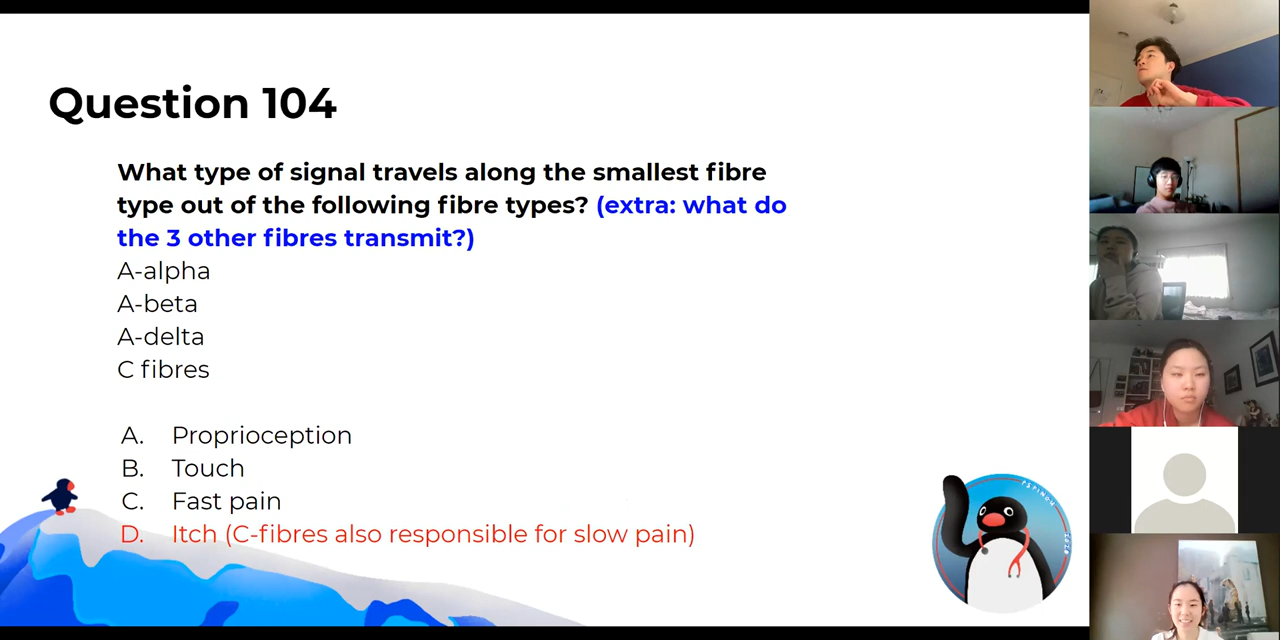 Question 104
What type of signal travels along the smallest fibre
type out of the following fibre types? (extra: what do
the 3 other fibres transmit?)
A-alpha
A-beta
A-delta
C fibres
A. Proprioception
B. Touch
C. Fast pain
D. Itch (C-fibres also responsible for slow pain)